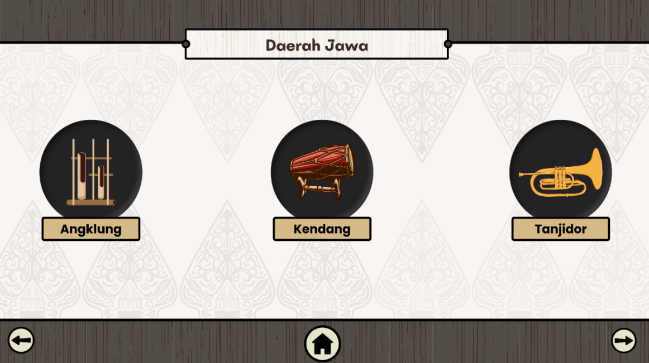 Daerah Jawa
Angklung
Kendang
Tanjidor